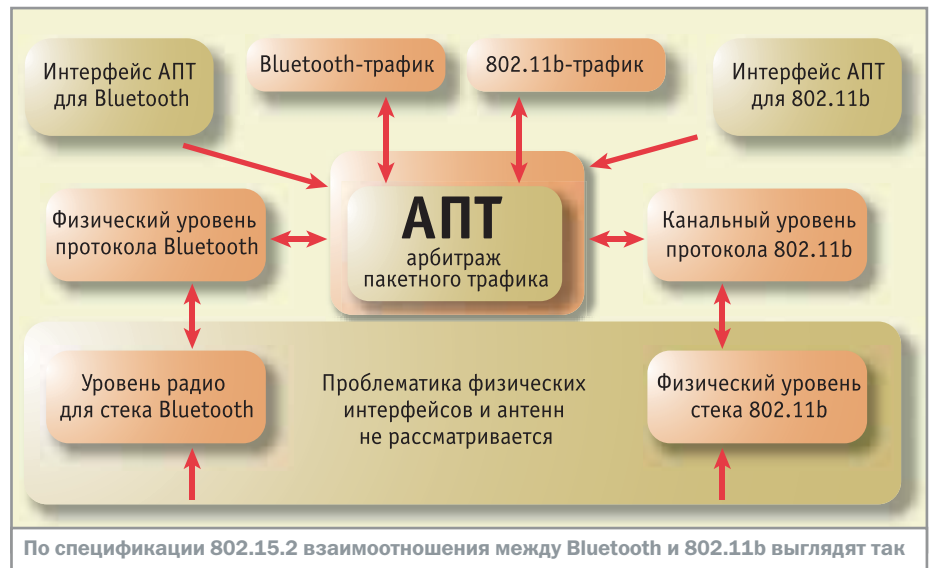 Интерфейс АПТ
для Bluetooth
Bluetooth-трафик
802.11b-трафик
Интерфейс АПТ
для 802.11b
Физический уровень
протокола Bluetooth
АПТ
арбитраж
пакетного трафика
Канальный уровень
протокола 802.11b
Уровень радио
для стека Bluetooth
Проблематика физических
интерфейсов и антенн
не рассматривается
Физический уровень
стека 802.11b
По спецификации 802.15.2 взаимоотношения между Bluetooth и 802.11b выглядят так